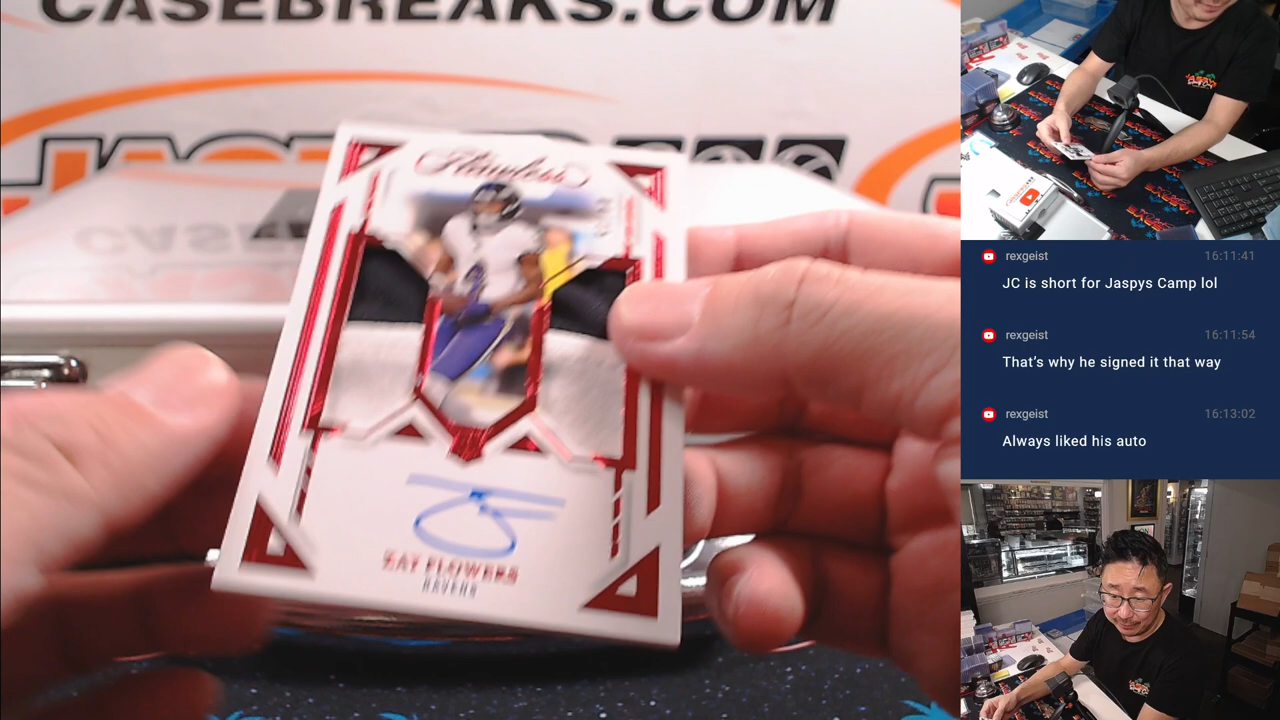 CASEBREAKS.COM
Flawless
ZAY FLOWERS
RAVENS
rexgeist 16:11:41
JC is short for Jaspys Camp lol
rexgeist 16:11:54
That's why he signed it that way
rexgeist 16:13:02
Always liked his auto